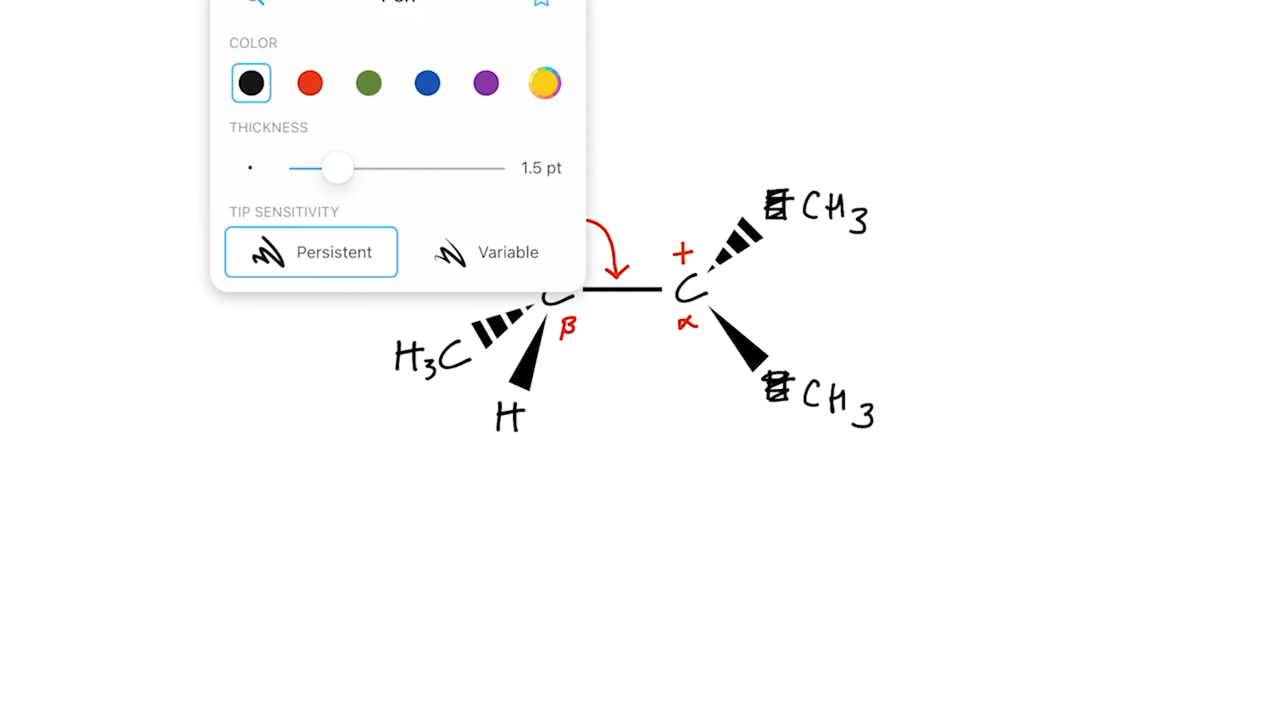 COLOR
THICKNESS
1.5 pt
TIP SENSITIVITY
Persistent Variable
CH3
+
C C
β α
H3C
H
CH3